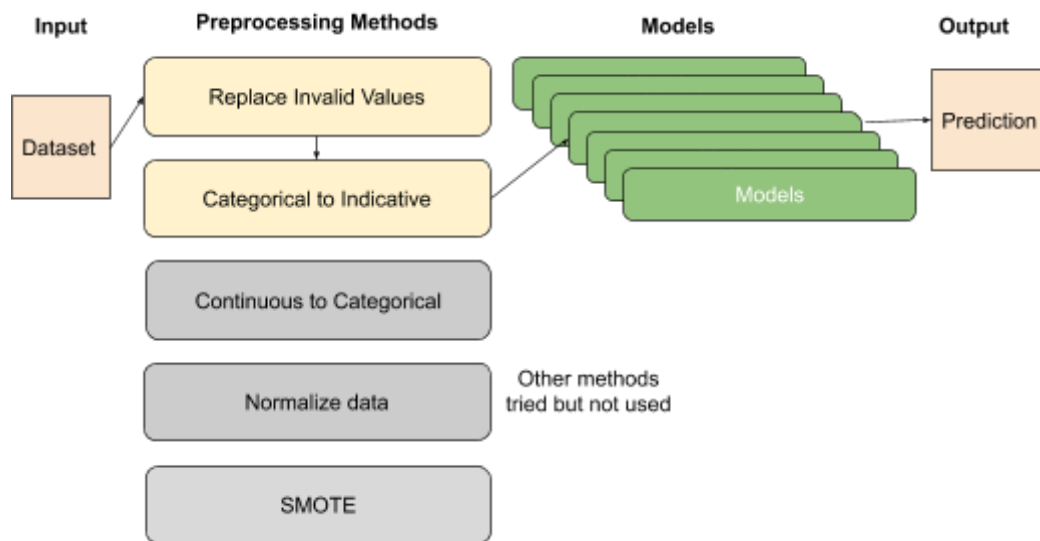 Input
Preprocessing Methods
Models
Output
Dataset
Replace Invalid Values
Categorical to Indicative
Continuous to Categorical
Normalize data
SMOTE
Other methods
tried but not used
Models
Prediction